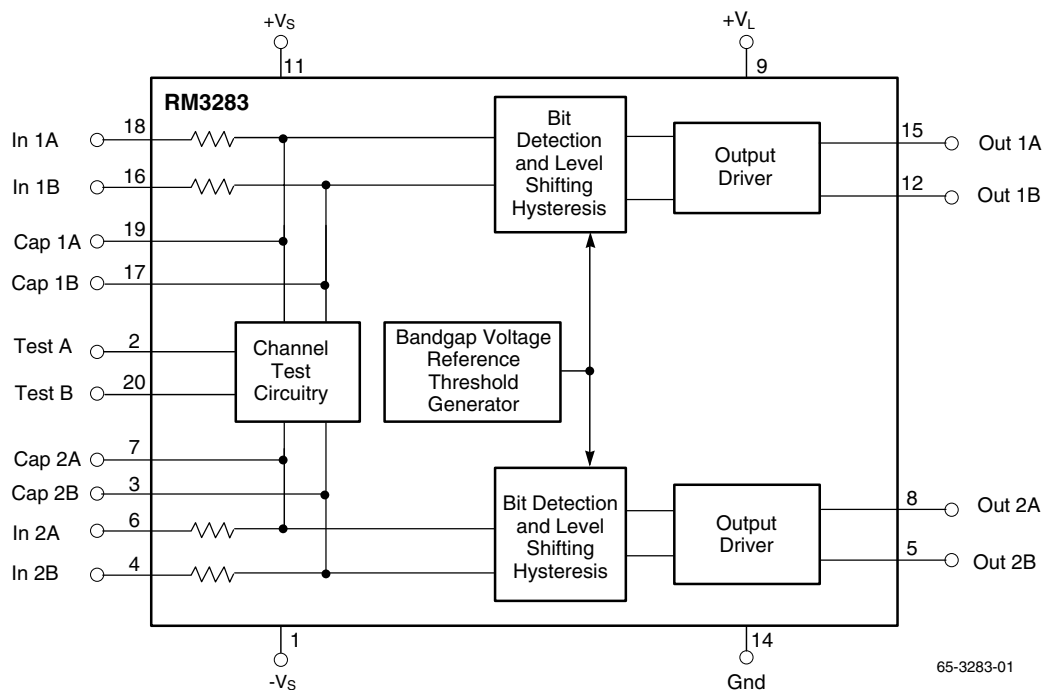 +VS
+VL
11
9
RM3283
In 1A
18
In 1B
16
Cap 1A
19
Cap 1B
17
Test A
2
Test B
20
Cap 2A
7
Cap 2B
3
In 2A
6
In 2B
4
Bit
Detection
and Level
Shifting
Hysteresis
Output
Driver
15
Out 1A
12
Out 1B
Channel
Test
Circuitry
Bandgap Voltage
Reference
Threshold
Generator
Bit Detection
and Level
Shifting
Hysteresis
Output
Driver
8
Out 2A
5
Out 2B
1
14
-VS
Gnd
65-3283-01